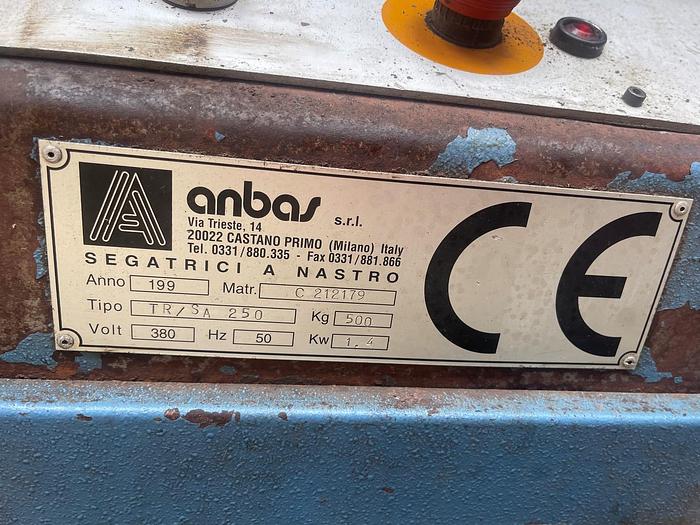 anbas s.r.l.
Via Trieste, 14
20022 CASTANO PRIMO (Milano) Italy
Tel. 0331/880.335 - Fax 0331/881.866
SEGATRICI A NASTRO
Anno 199 Matr. C 212179
Tipo TR/SA 250 Kg 500
Volt 380 Hz 50 Kw 1.4
CE